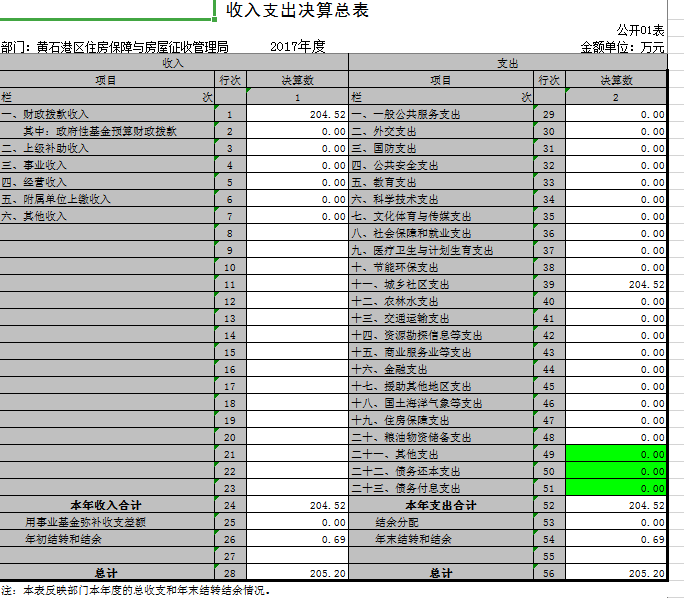 收入支出决算总表
公开01表
部门：黄石港区住房保障与房屋征收管理局 2017年度 金额单位：万元
收入 支出
项目 行次 决算数 项目 行次 决算数
栏 次 1 栏 次 2
一、财政拨款收入 1 204.52 一、一般公共服务支出 29 0.00
其中：政府性基金预算财政拨款 2 0.00 二、外交支出 30 0.00
二、上级补助收入 3 0.00 三、国防支出 31 0.00
三、事业收入 4 0.00 四、公共安全支出 32 0.00
四、经营收入 5 0.00 五、教育支出 33 0.00
五、附属单位上缴收入 6 0.00 六、科学技术支出 34 0.00
六、其他收入 7 0.00 七、文化体育与传媒支出 35 0.00
8 八、社会保障和就业支出 36 0.00
9 九、医疗卫生与计划生育支出 37 0.00
10 十、节能环保支出 38 0.00
11 十一、城乡社区支出 39 204.52
12 十二、农林水支出 40 0.00
13 十三、交通运输支出 41 0.00
14 十四、资源勘探信息等支出 42 0.00
15 十五、商业服务业等支出 43 0.00
16 十六、金融支出 44 0.00
17 十七、援助其他地区支出 45 0.00
18 十八、国土海洋气象等支出 46 0.00
19 十九、住房保障支出 47 0.00
20 二十、粮油物资储备支出 48 0.00
21 二十一、其他支出 49 0.00
22 二十二、债务还本支出 50 0.00
23 二十三、债务付息支出 51 0.00
本年收入合计 24 204.52 本年支出合计 52 204.52
用事业基金弥补收支差额 25 0.00 结余分配 53 0.00
年初结转和结余 26 0.69 年末结转和结余 54 0.69
27 55
总计 28 205.20 总计 56 205.20
注：本表反映部门本年度的总收支和年末结转结余情况。